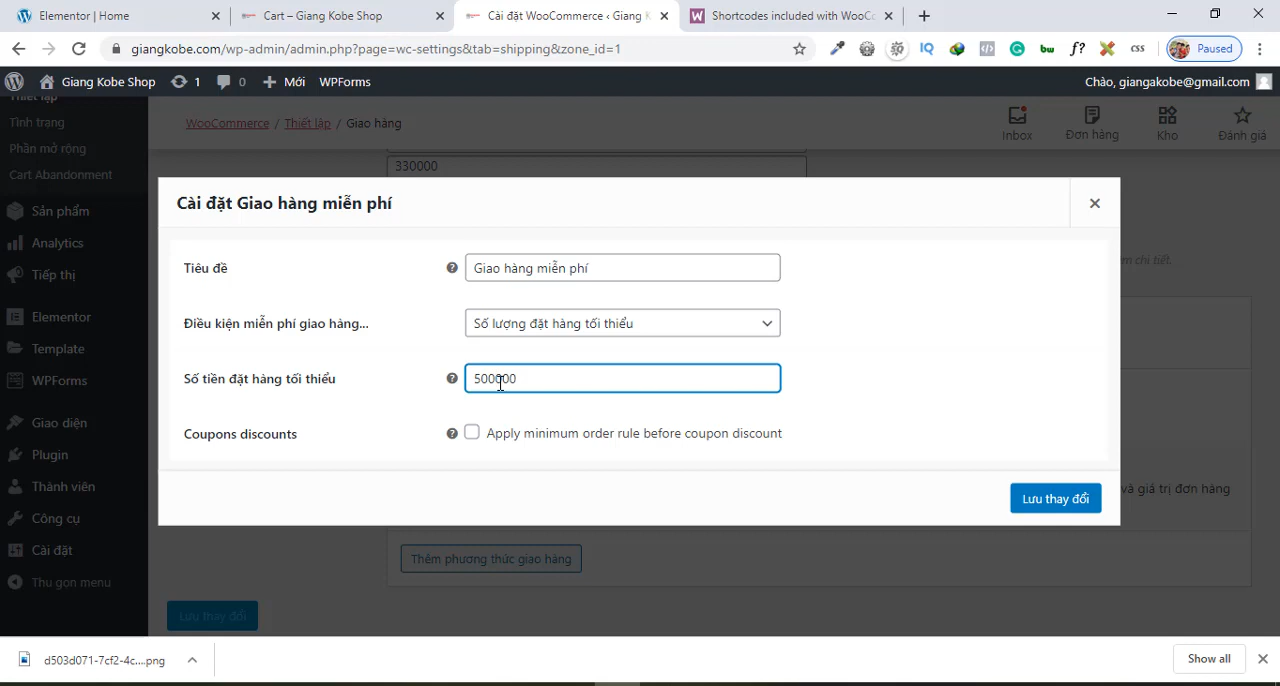 Elementor | Home
Cart – Giang Kobe Shop
Cài đặt WooCommerce ‹ Giang K
Shortcodes included with WooC
giangkobe.com/wp-admin/admin.php?page=wc-settings&tab=shipping&zone_id=1
IQ
bw
f?
css
Paused
Giang Kobe Shop
1
0
Mới
WPForms
Chào, giangakobe@gmail.com
Thiết lập
Tình trạng
Phần mở rộng
Cart Abandonment
Sản phẩm
Analytics
Tiếp thị
Elementor
Template
WPForms
Giao diện
Plugin
Thành viên
Công cụ
Cài đặt
Thu gọn menu
WooCommerce / Thiết lập / Giao hàng
Inbox
Đơn hàng
Kho
Đánh giá
330000
Cài đặt Giao hàng miễn phí
Tiêu đề
Giao hàng miễn phí
Điều kiện miễn phí giao hàng...
Số lượng đặt hàng tối thiểu
Số tiền đặt hàng tối thiểu
500000
Coupons discounts
Apply minimum order rule before coupon discount
Lưu thay đổi
chi tiết.
và giá trị đơn hàng
Thêm phương thức giao hàng
Lưu thay đổi
d503d071-7cf2-4c....png
Show all